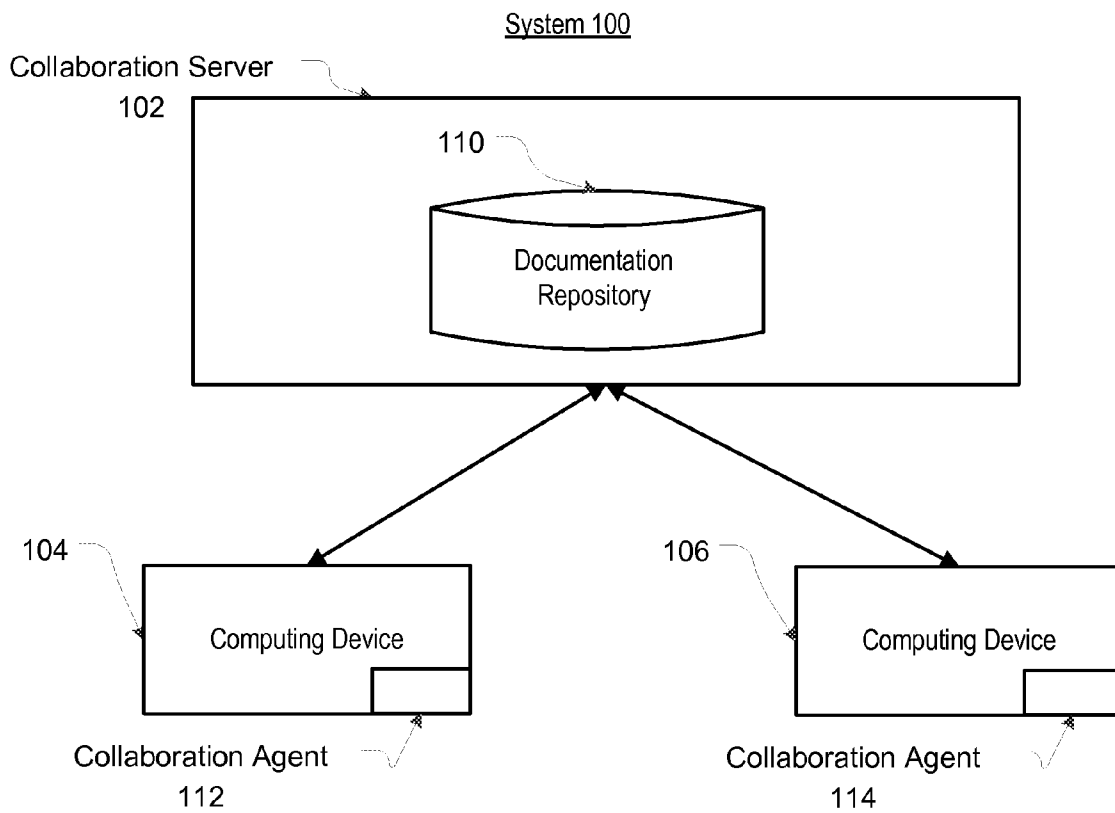 System 100
Collaboration Server
102
110
Documentation
Repository
104
106
Computing Device
Computing Device
Collaboration Agent
112
Collaboration Agent
114